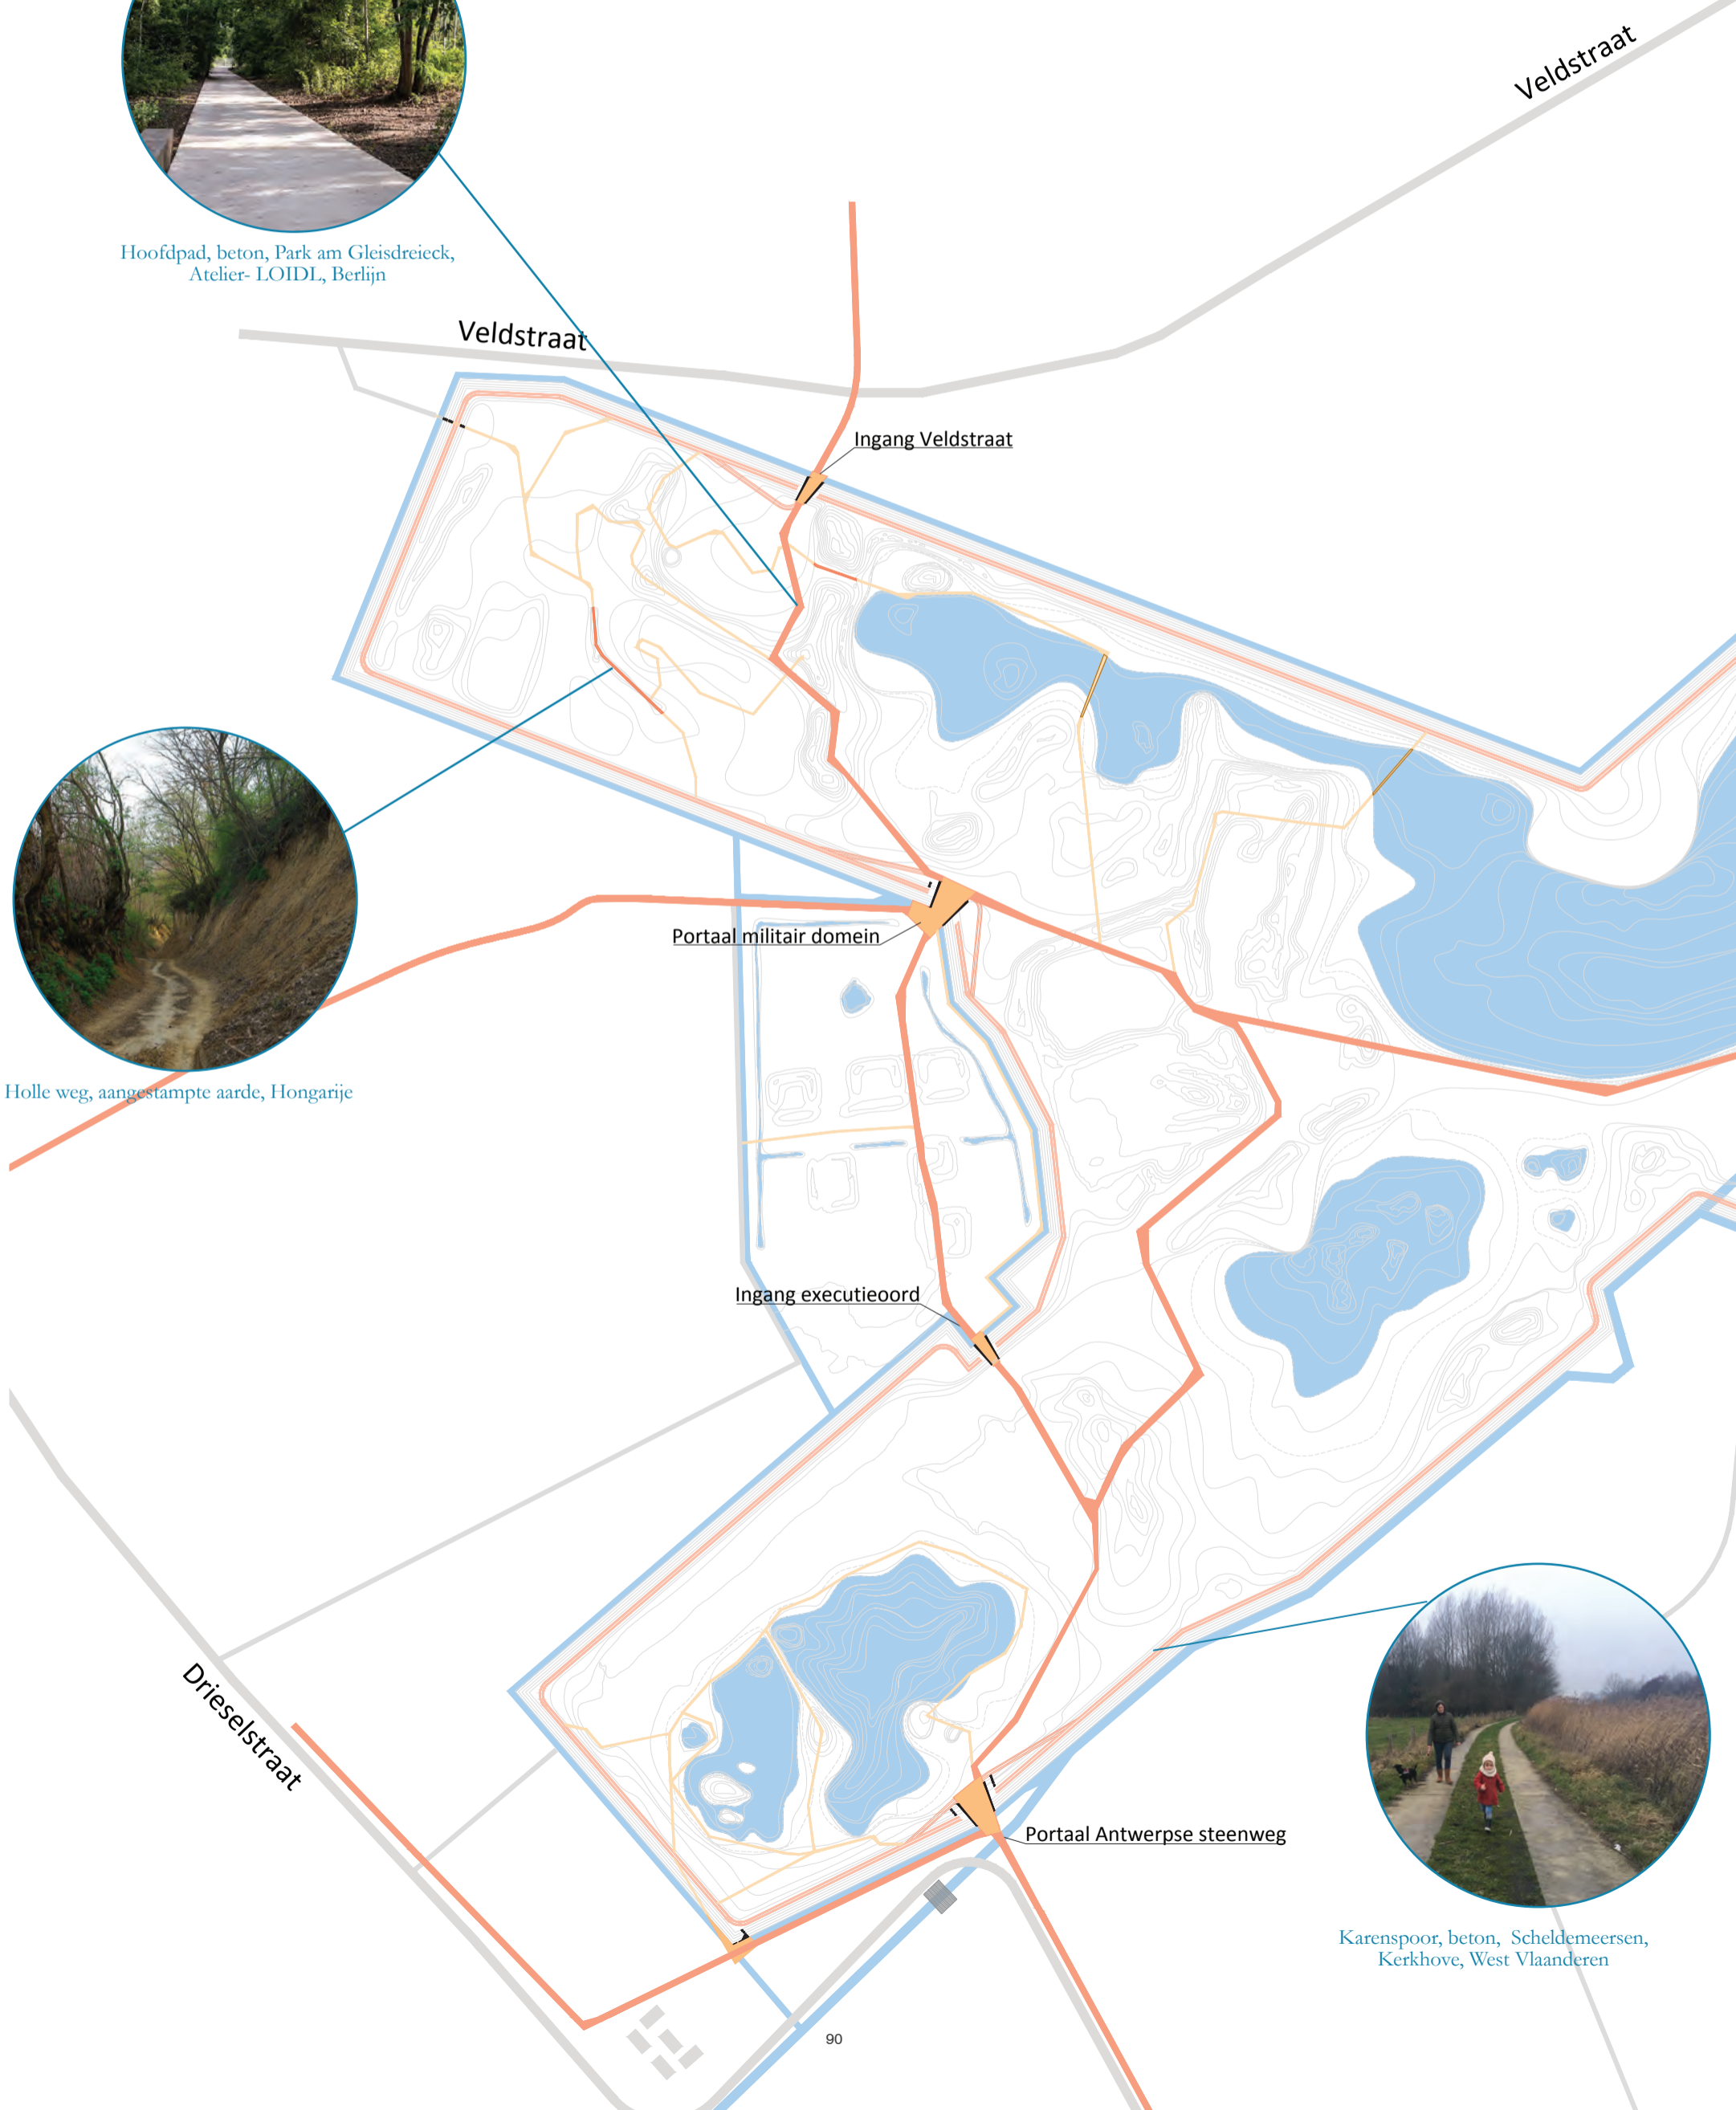 Veldstraat
Hoofdpad, beton, Park am Gleisdreieck,
Atelier- LOIDL, Berlijn
Veldstraat
Ingang Veldstraat
Portaal militair domein
Holle weg, aangestampte aarde, Hongarije
Ingang executieoord
Drieselstraat
Portaal Antwerpse steenweg
Karenspoor, beton, Scheldemeersen,
Kerkhove, West Vlaanderen
90